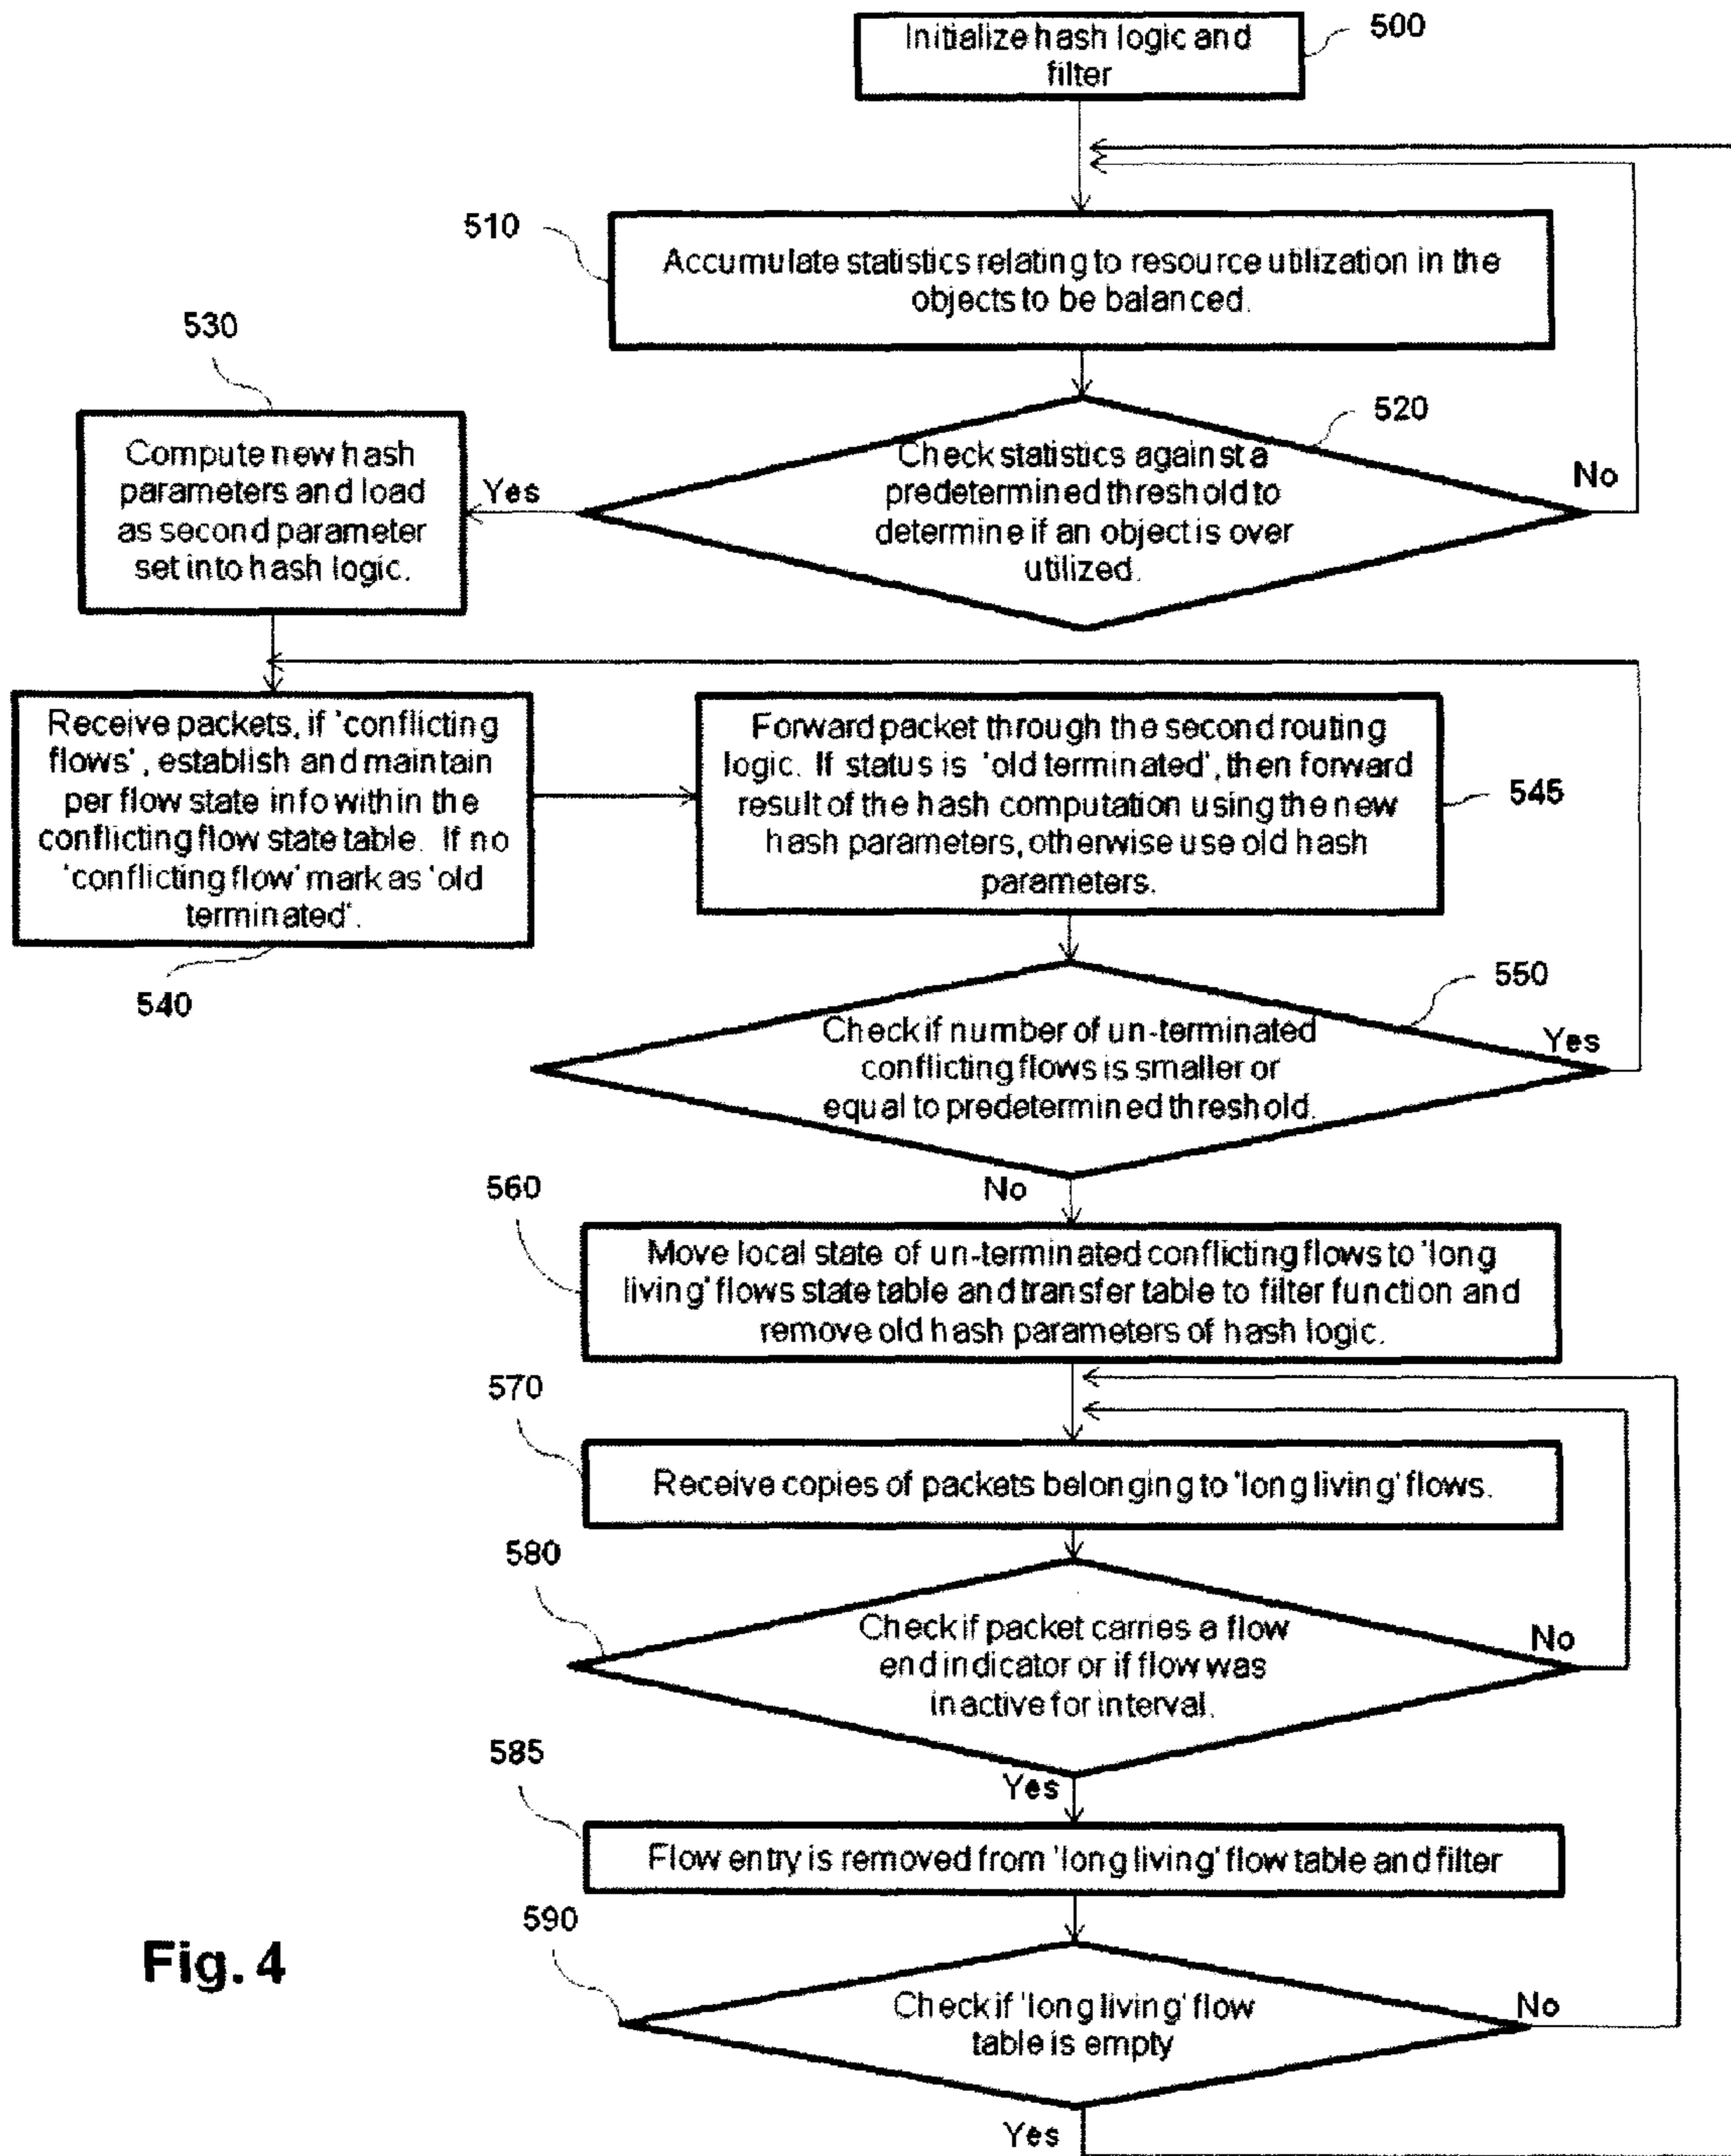 Initialize hash logic and
filter
500
510
Accumulate statistics relating to resource utilization in the
objects to be balanced.
530
520
Compute new hash
parameters and load
as second parameter
set into hash logic.
Yes
Check statistics against a
predetermined threshold to
determine if an object is over
utilized.
No
Receive packets, if 'conflicting
flows', establish and maintain
per flow state info within the
conflicting flow state table. If no
'conflicting flow' mark as 'old
terminated'.
540
Forward packet through the second routing
logic. If status is 'old terminated', then forward
result of the hash computation using the new
hash parameters, otherwise use old hash
parameters.
545
550
Check if number of un-terminated
conflicting flows is smaller or
equal to predetermined threshold.
Yes
No
560
Move local state of un-terminated conflicting flows to 'long
living' flows state table and transfer table to filter function and
remove old hash parameters of hash logic.
570
Receive copies of packets belonging to 'long living' flows.
580
Check if packet carries a flow
end indicator or if flow was
inactive for interval.
No
Yes
585
Flow entry is removed from 'long living' flow table and filter
590
Check if 'long living' flow
table is empty
No
Yes
Fig. 4